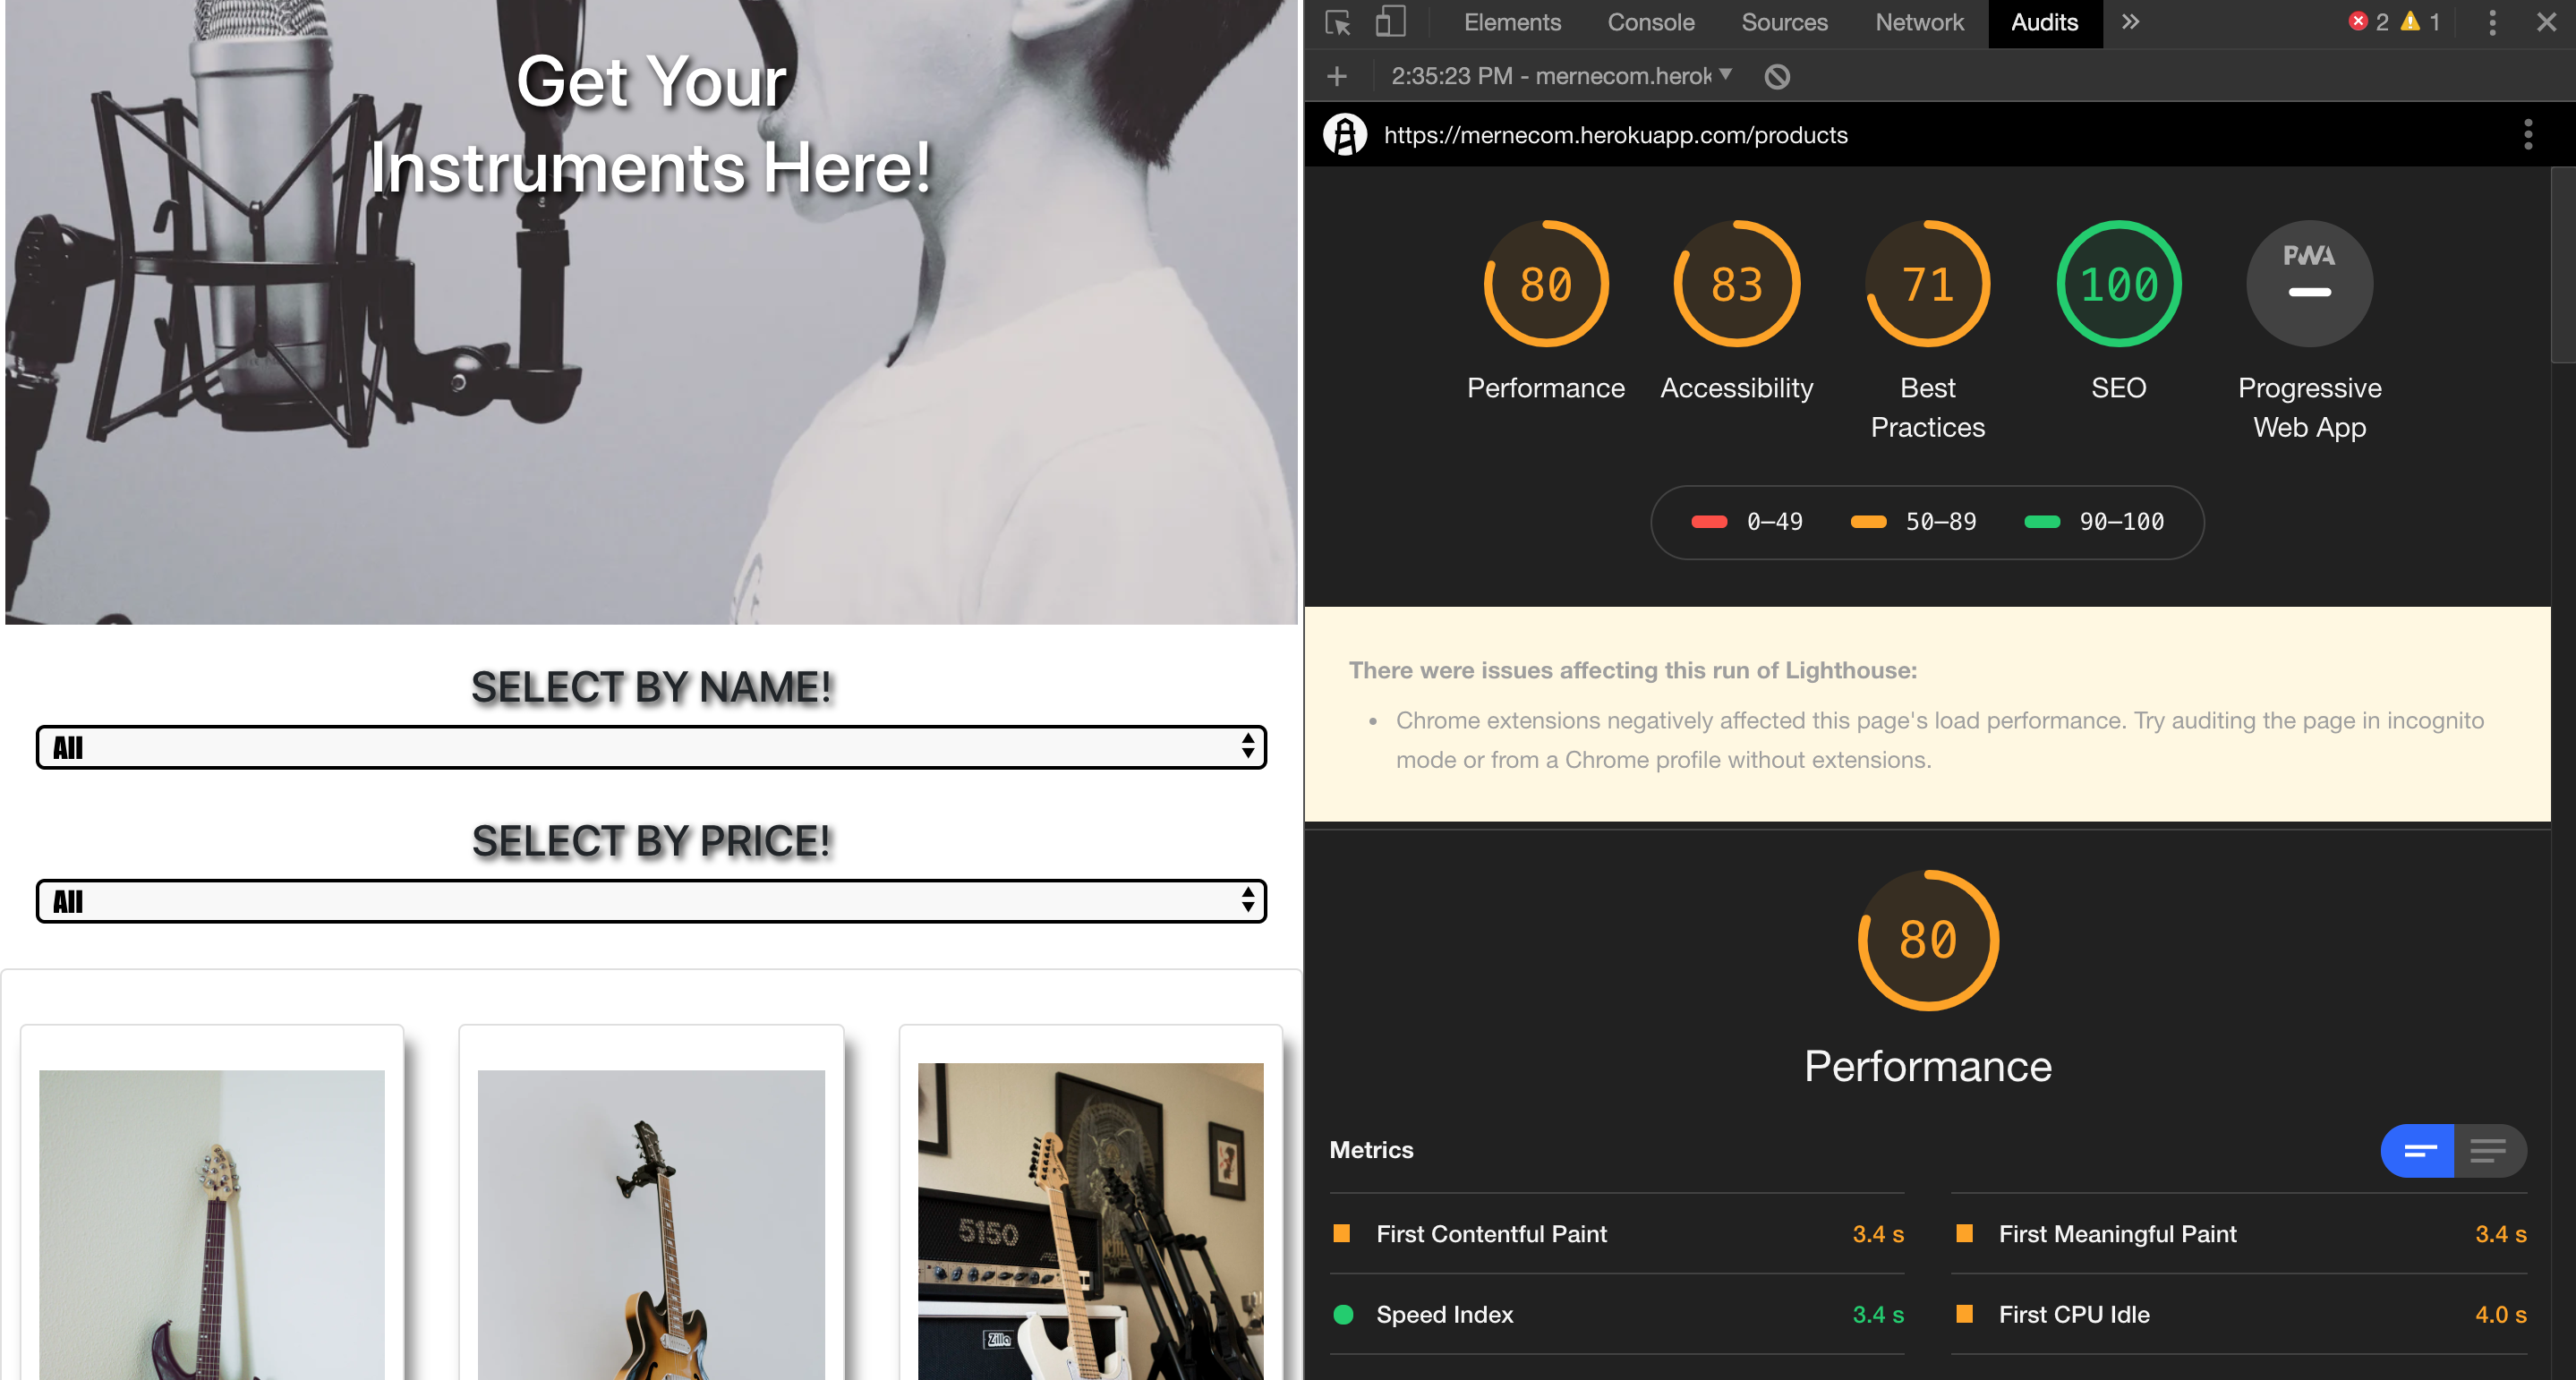 Get Your
Instruments Here!
SELECT BY NAME!
All
SELECT BY PRICE!
All
5150
Zilla
Elements Console Sources Network Audits 2 1
2:35:23 PM - mernecom.herok
https://mernecom.herokuapp.com/products
80 83 71 100 PWA
Performance Accessibility Best Practices SEO Progressive Web App
0–49 50–89 90–100
There were issues affecting this run of Lighthouse:
Chrome extensions negatively affected this page's load performance. Try auditing the page in incognito
mode or from a Chrome profile without extensions.
80
Performance
Metrics
First Contentful Paint 3.4 s First Meaningful Paint 3.4 s
Speed Index 3.4 s First CPU Idle 4.0 s